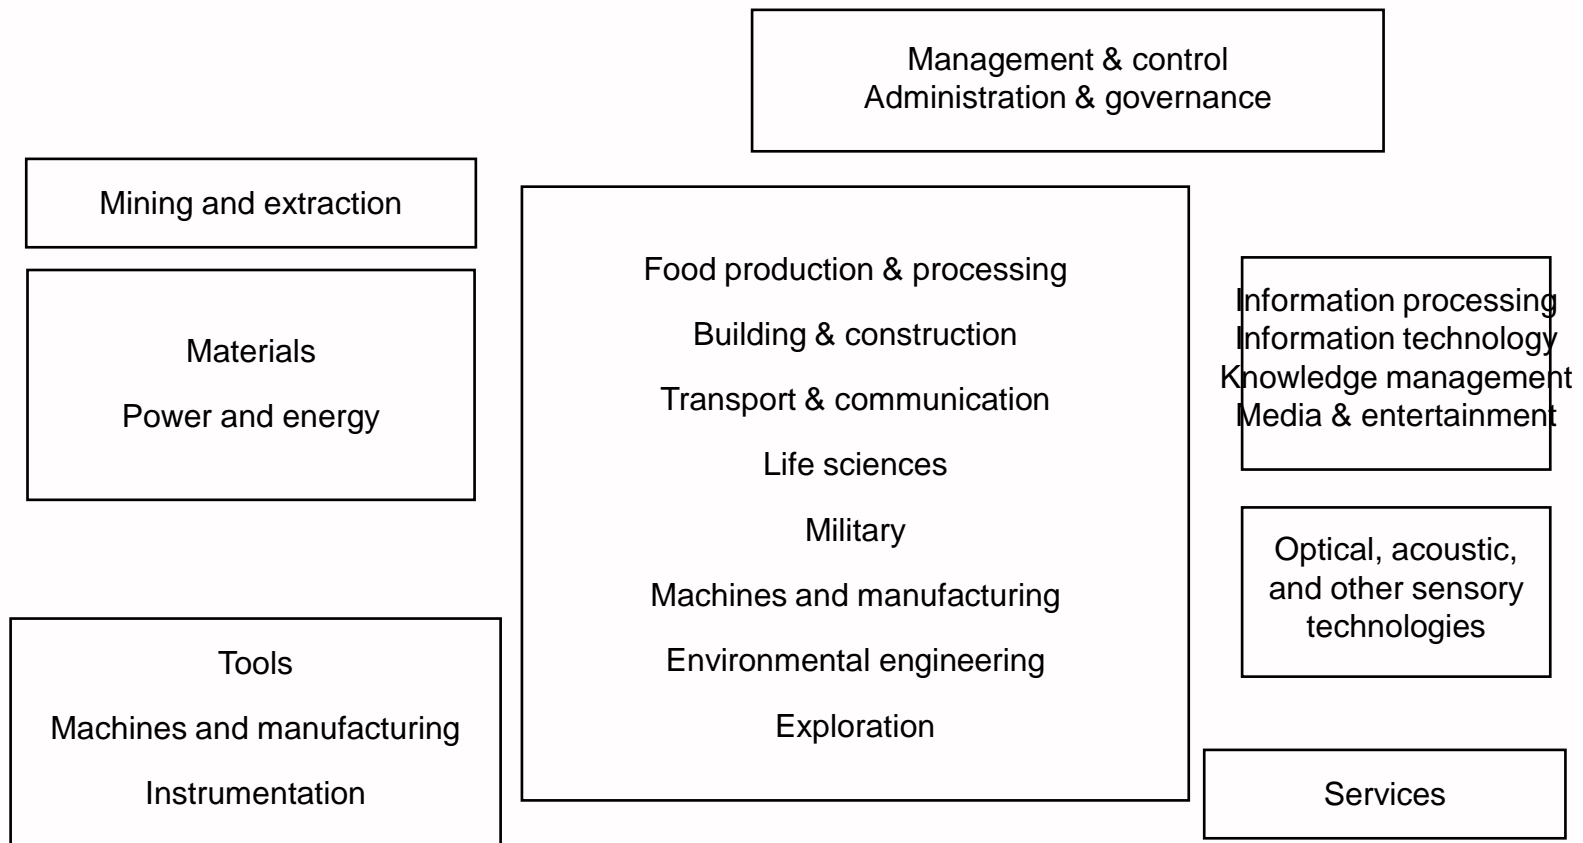 Management & control
Administration & governance
Mining and extraction
Materials
Power and energy
Tools
Machines and manufacturing
Instrumentation
Food production & processing
Building & construction
Transport & communication
Life sciences
Military
Machines and manufacturing
Environmental engineering
Exploration
Information processing
Information technology
Knowledge management
Media & entertainment
Optical, acoustic,
and other sensory
technologies
Services